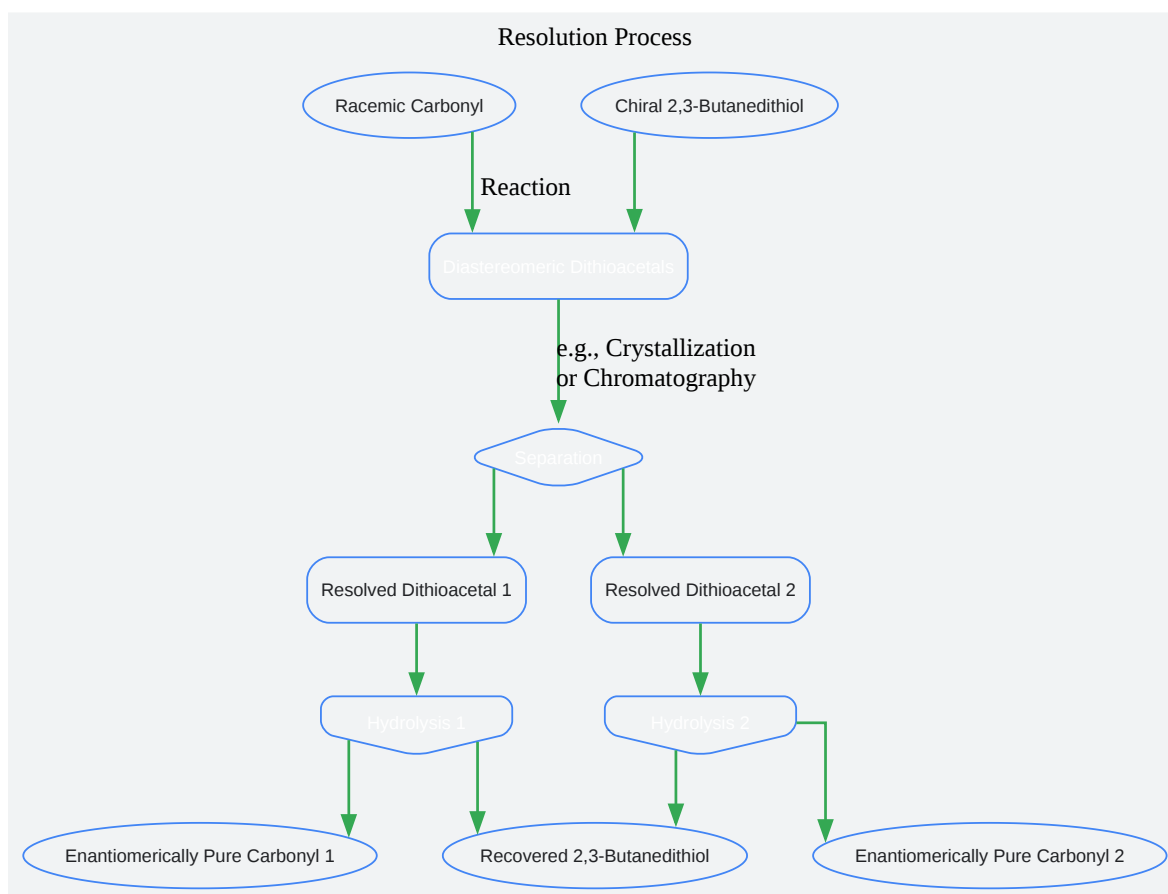 Resolution Process
Racemic Carbonyl
Chiral 2,3-Butanedithiol
Reaction
Diastereomeric Dithioacetals
e.g., Crystallization
or Chromatography
Separation
Resolved Dithioacetal 1
Resolved Dithioacetal 2
Hydrolysis 1
Hydrolysis 2
Enantiomerically Pure Carbonyl 1
Recovered 2,3-Butanedithiol
Enantiomerically Pure Carbonyl 2